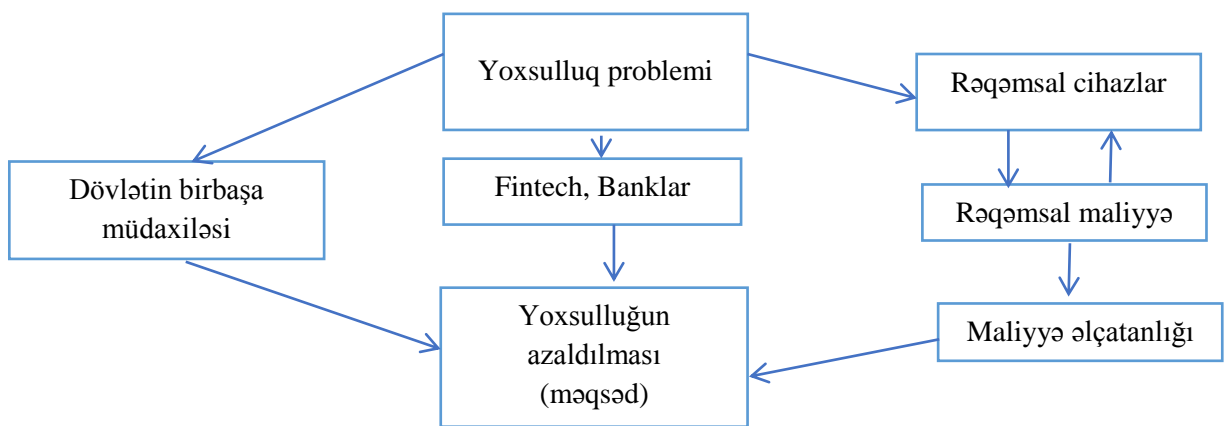 Yoxsulluq problemi
Rəqəmsal cihazlar
Dövlətin birbaşa
müdaxiləsi
Fintech, Banklar
Rəqəmsal maliyyə
Yoxsulluğun
azaldılması
(məqsəd)
Maliyyə əlçatanlığı